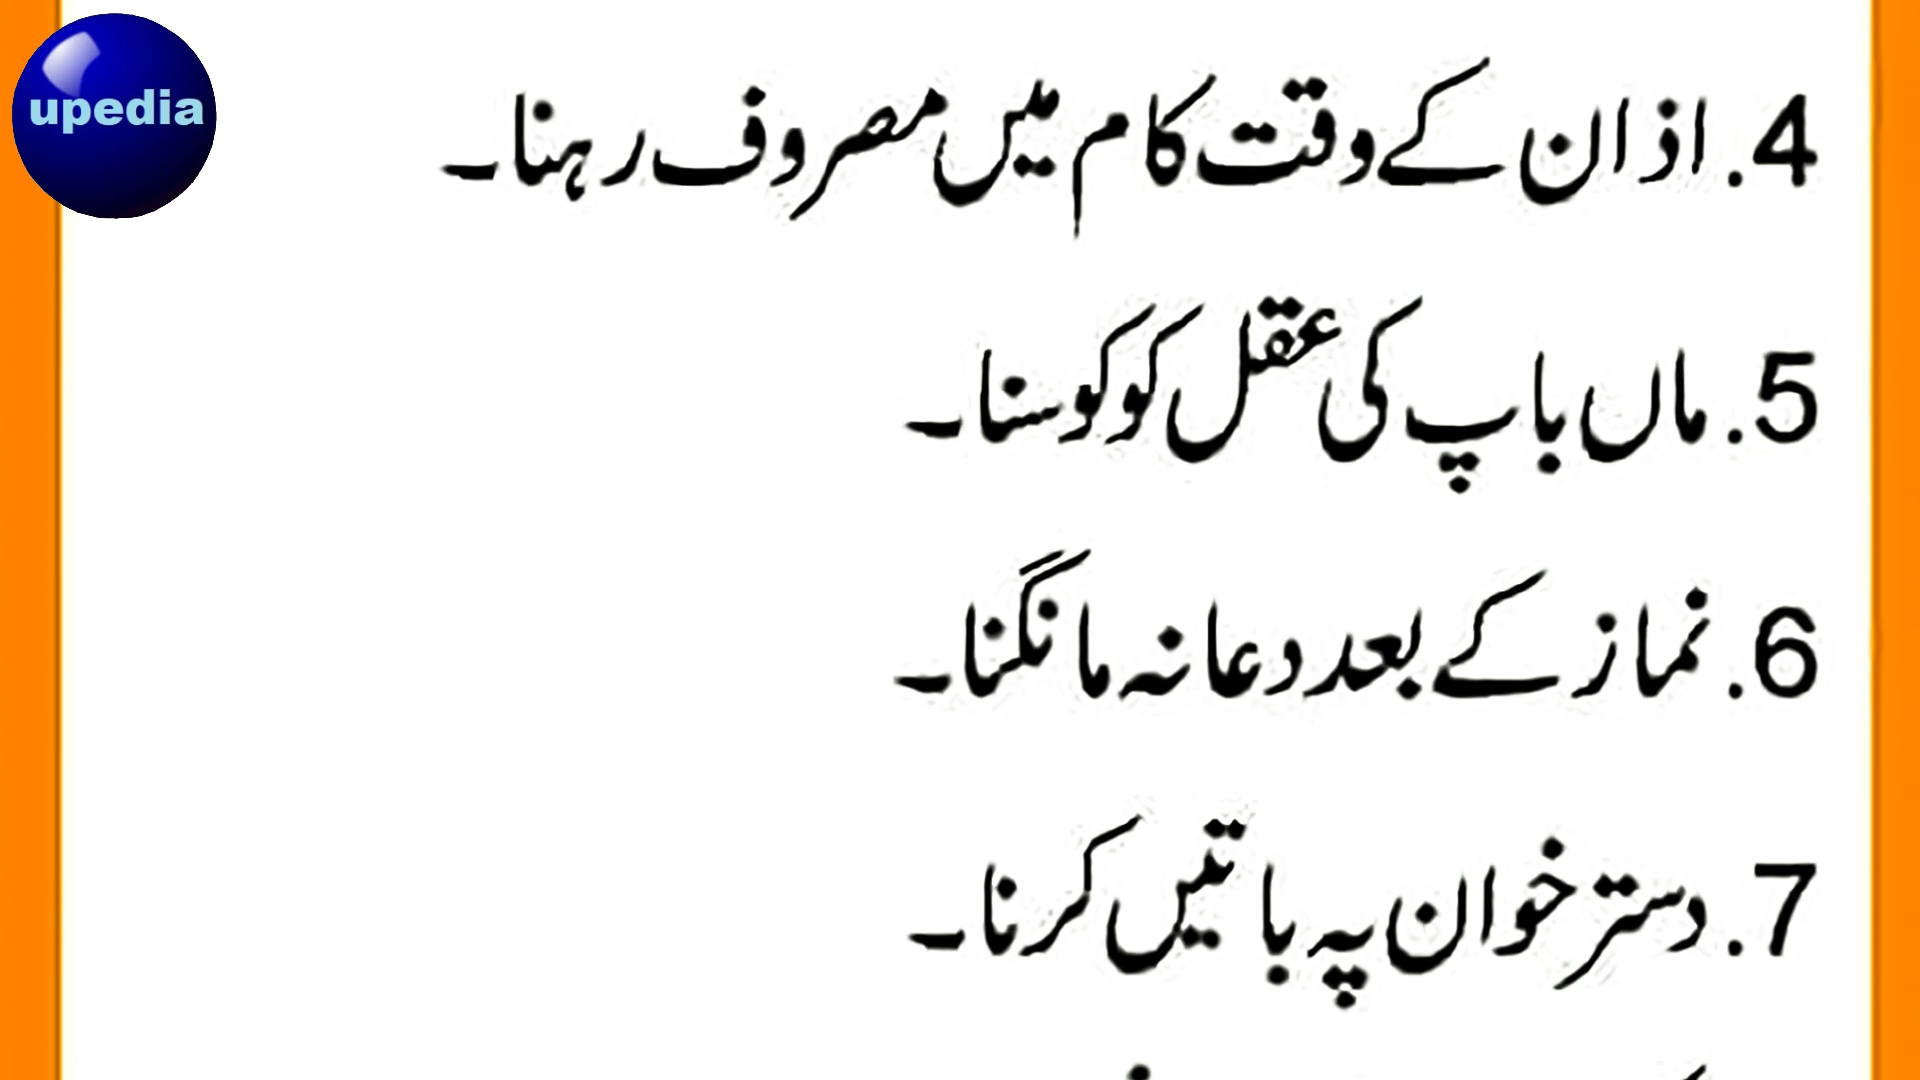 upedia
4. اذان کے وقت کام میں مصروف رہنا۔
5. ماں باپ کی عقل کو کوسنا۔
6. نماز کے بعد دعا نہ مانگنا۔
7. دسترخوان پہ باتیں کرنا۔